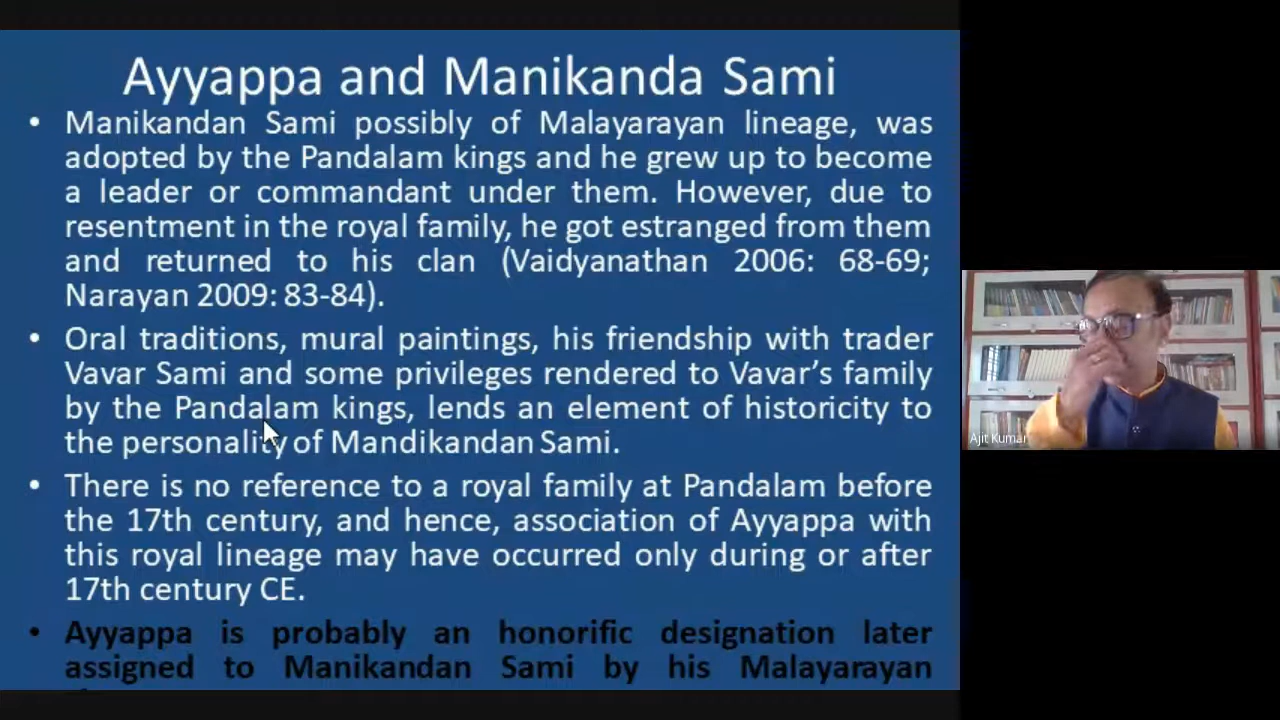 Ayyappa and Manikanda Sami
• Manikandan Sami possibly of Malayarayan lineage, was
adopted by the Pandalam kings and he grew up to become
a leader or commandant under them. However, due to
resentment in the royal family, he got estranged from them
and returned to his clan (Vaidyanathan 2006: 68-69;
Narayan 2009: 83-84).
• Oral traditions, mural paintings, his friendship with trader
Vavar Sami and some privileges rendered to Vavar's family
by the Pandalam kings, lends an element of historicity to
the personality of Mandikandan Sami.
• There is no reference to a royal family at Pandalam before
the 17th century, and hence, association of Ayyappa with
this royal lineage may have occurred only during or after
17th century CE.
• Ayyappa is probably an honorific designation later
assigned to Manikandan Sami by his Malayarayan
Ajit Kumar